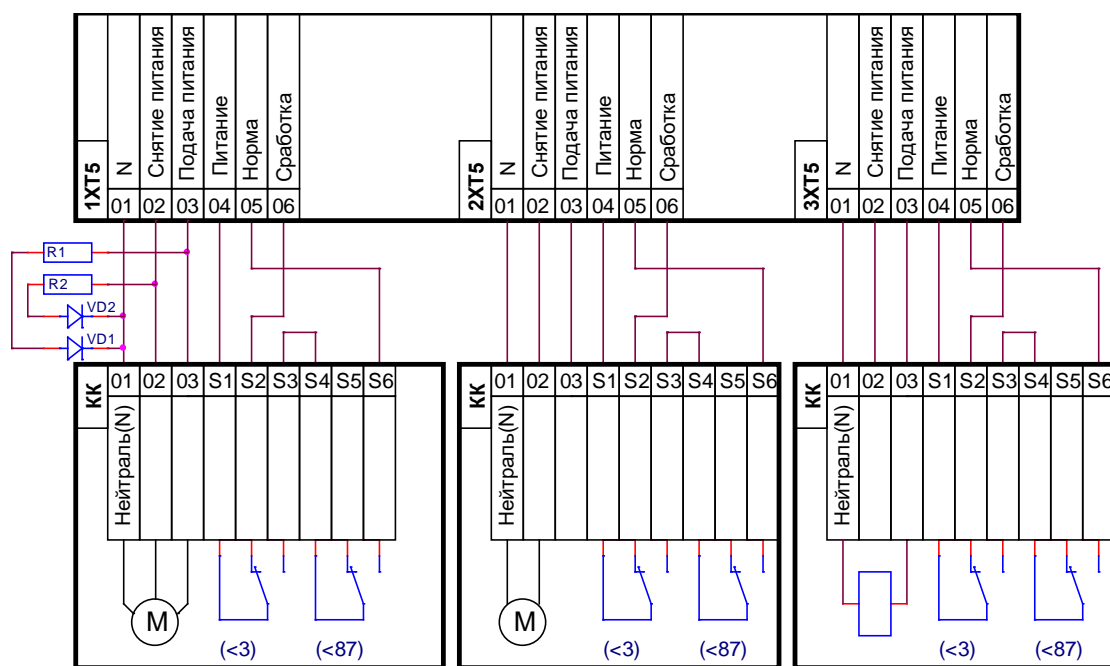 1XT5
N
Снятие питания
Подача питания
Питание
Норма
Сработка
01 02 03 04 05 06
2XT5
N
Снятие питания
Подача питания
Питание
Норма
Сработка
01 02 03 04 05 06
3XT5
N
Снятие питания
Подача питания
Питание
Норма
Сработка
01 02 03 04 05 06
R1
R2
VD2
VD1
КК
01 02 03 S1 S2 S3 S4 S5 S6
Нейтраль(N)
M
(<3) (<87)
КК
01 02 03 S1 S2 S3 S4 S5 S6
Нейтраль(N)
M
(<3) (<87)
КК
01 02 03 S1 S2 S3 S4 S5 S6
Нейтраль(N)
(<3) (<87)